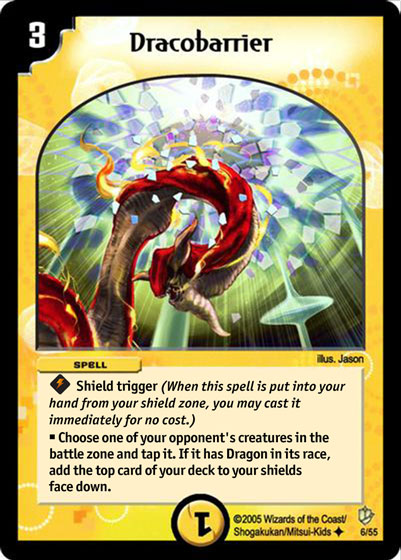 3
Dracobarrier
illus. Jason
SPELL
Shield trigger (When this spell is put into your
hand from your shield zone, you may cast it
immediately for no cost.)
▪ Choose one of your opponent's creatures in the
battle zone and tap it. If it has Dragon in its race,
add the top card of your deck to your shields
face down.
1
©2005 Wizards of the Coast/
Shogakukan/Mitsui-Kids ✦ 6/55